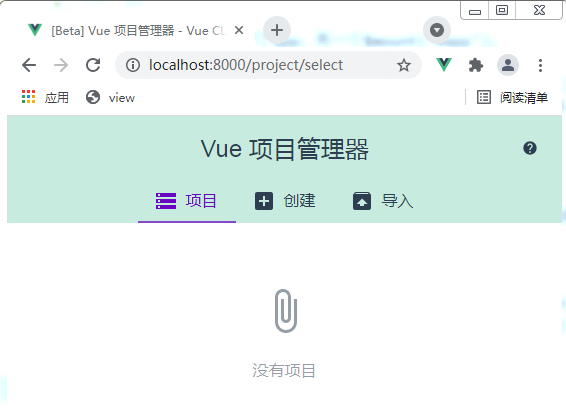 [Beta] Vue 项目管理器 - Vue CL
localhost:8000/project/select
应用 view 阅读清单
Vue 项目管理器
项目 创建 导入
没有项目